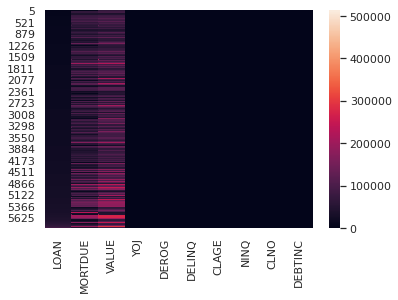 5
521
879
1226
1509
1811
2077
2361
2723
3008
3298
3550
3884
4173
4511
4866
5122
5366
5625
LOAN
MORTDUE
VALUE
YOJ
DEROG
DELINQ
CLAGE
NINQ
CLNO
DEBTINC
500000
400000
300000
200000
100000
0